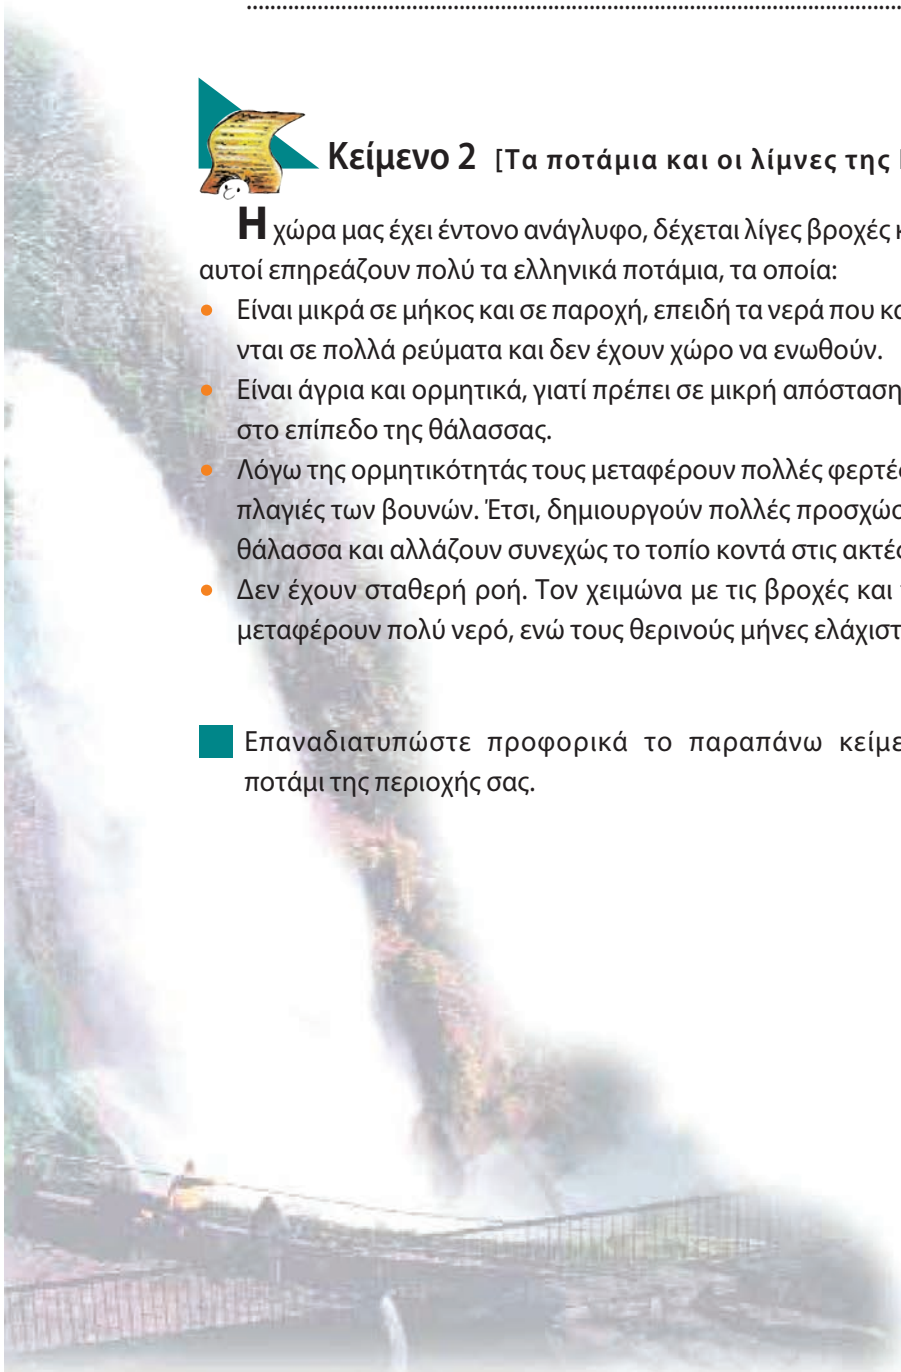 Κείμενο 2 [Τα ποτάμια και οι λίμνες της
Η χώρα μας έχει έντονο ανάγλυφο, δέχεται λίγες βροχές
αυτοί επηρεάζουν πολύ τα ελληνικά ποτάμια, τα οποία:
• Είναι μικρά σε μήκος και σε παροχή, επειδή τα νερά που
νται σε πολλά ρεύματα και δεν έχουν χώρο να ενωθούν.
• Είναι άγρια και ορμητικά, γιατί πρέπει σε μικρή απόσταση
στο επίπεδο της θάλασσας.
• Λόγω της ορμητικότητάς τους μεταφέρουν πολλές φερτές
πλαγιές των βουνών. Έτσι, δημιουργούν πολλές προσχώσ
θάλασσα και αλλάζουν συνεχώς το τοπίο κοντά στις ακτές
• Δεν έχουν σταθερή ροή. Τον χειμώνα με τις βροχές και
μεταφέρουν πολύ νερό, ενώ τους θερινούς μήνες ελάχιστ
Επαναδιατυπώστε προφορικά το παραπάνω κείμε
ποτάμι της περιοχής σας.